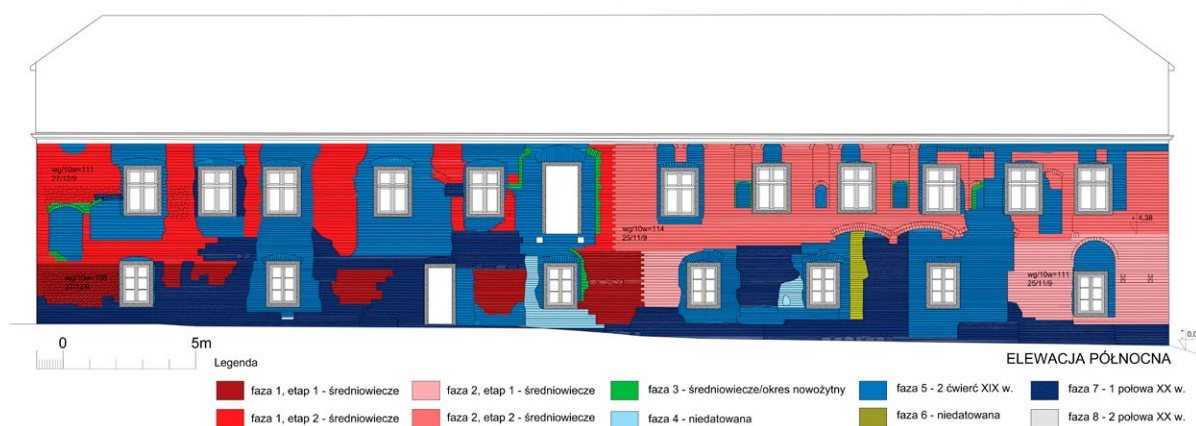 wg/10w=111
27/12/9
wg/10w=114
25/11/9
4,38
wg/10w=106
27/12/9
wg/10w=111
25/11/9
0,0
0 5m
ELEWACJA PÓŁNOCNA
Legenda
faza 1, etap 1 - średniowiecze
faza 2, etap 1 - średniowiecze
faza 3 - średniowiecze/okres nowożytny
faza 5 - 2 ćwierć XIX w.
faza 7 - 1 połowa XX w.
faza 1, etap 2 - średniowiecze
faza 2, etap 2 - średniowiecze
faza 4 - niedatowana
faza 6 - niedatowana
faza 8 - 2 połowa XX w.